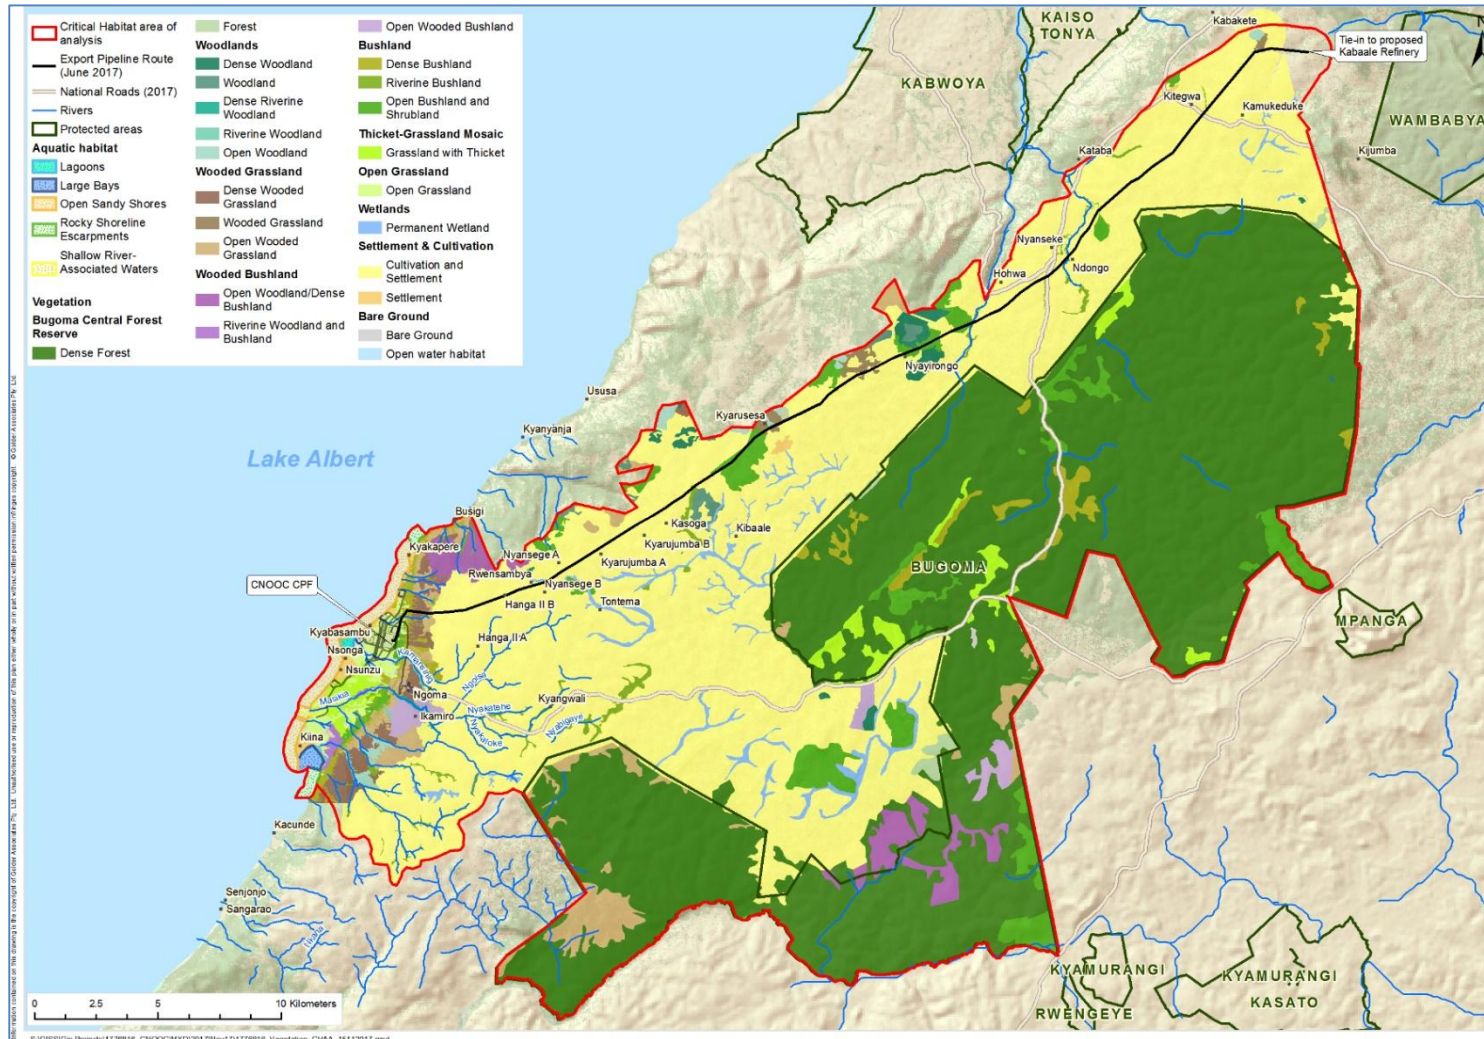 Critical Habitat area of
analysis
Export Pipeline Route
(June 2017)
National Roads (2017)
Rivers
Protected areas
Aquatic habitat
Lagoons
Large Bays
Open Sandy Shores
Rocky Shoreline
Escarpments
Shallow River-
Associated Waters
Vegetation
Bugoma Central Forest
Reserve
Dense Forest
Forest
Woodlands
Dense Woodland
Woodland
Dense Riverine
Woodland
Riverine Woodland
Open Woodland
Wooded Grassland
Dense Wooded
Grassland
Wooded Grassland
Open Wooded
Grassland
Wooded Bushland
Open Woodland/Dense
Bushland
Riverine Woodland and
Bushland
Open Wooded Bushland
Bushland
Dense Bushland
Riverine Bushland
Open Bushland and
Shrubland
Thicket-Grassland Mosaic
Grassland with Thicket
Open Grassland
Open Grassland
Wetlands
Permanent Wetland
Settlement & Cultivation
Cultivation and
Settlement
Settlement
Bare Ground
Bare Ground
Open water habitat
KAISO
TONYA
Kabakete
Tie-in to proposed
Kabaale Refinery
KABWOYA
Kitegwa
Kamukeduke
WAMBABYA
Kataba
Kijumba
Nyanseke
Ndongo
Hohwa
Nyayirongo
Ususa
Kyarusesa
Kyanyanja
Lake Albert
Busigi
Kasoga
Kibaale
Kyakapere
Kyarujumba B
Nyansege A
Kyarujumba A
Rwensambya
BUGOMA
CNOOC CPF
Nyansege B
Hanga II B
Tontema
MPANGA
Kyabasambu
Hanga II A
Nsonga
Nsunzu
Kamareinig
Ngoisa
Masika
Ngoma
Kyangwali
Ikamiro
Nyakatene
Nyakaroke
Nyabigaye
Kiina
Kacunde
Senjonjo
Sangarao
KYAMURANGI
KYAMURANGI
KASATO
RWENGEYE
0 2.5 5 10 Kilometers